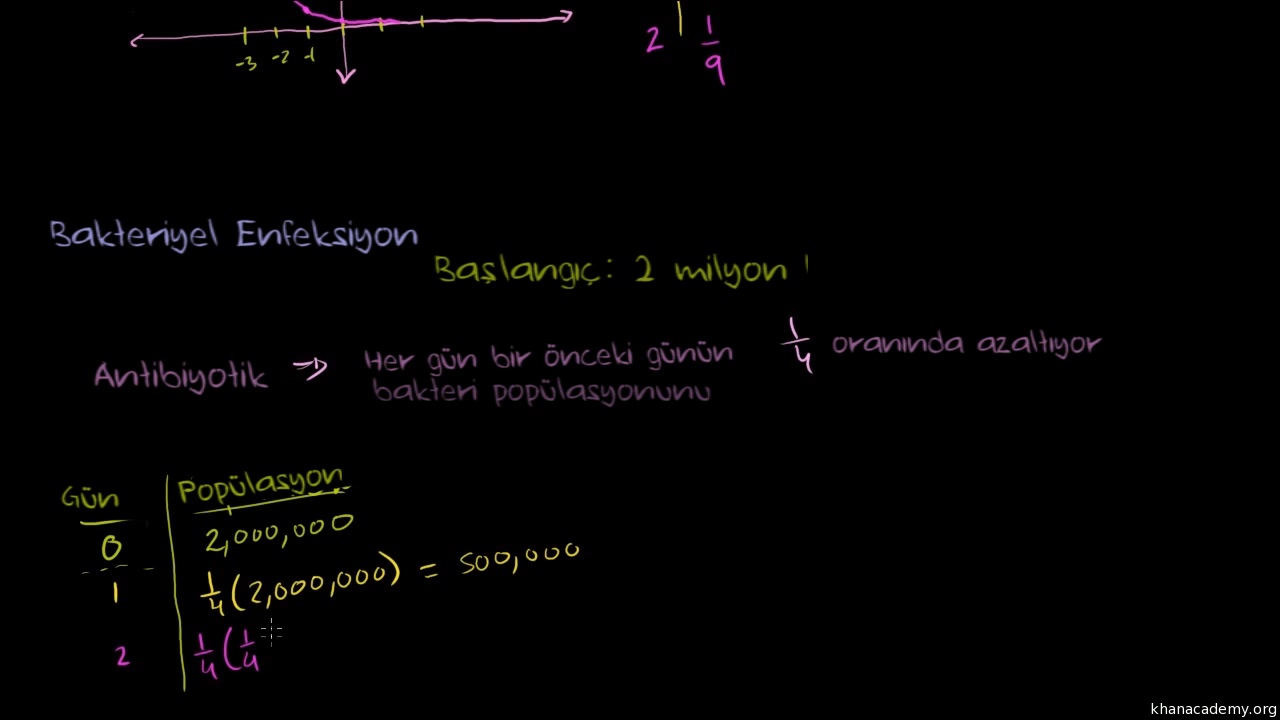 -3 -2 -1
2 1/9
Bakteriyel Enfeksiyon
Başlangıç: 2 milyon
Antibiyotik → Her gün bir önceki günün 1/4 oranında azaltıyor
bakteri popülasyonunu
Gün Popülasyon
0 2,000,000
1 1/4 (2,000,000) = 500,000
2 1/4 (1/4
khanacademy.org